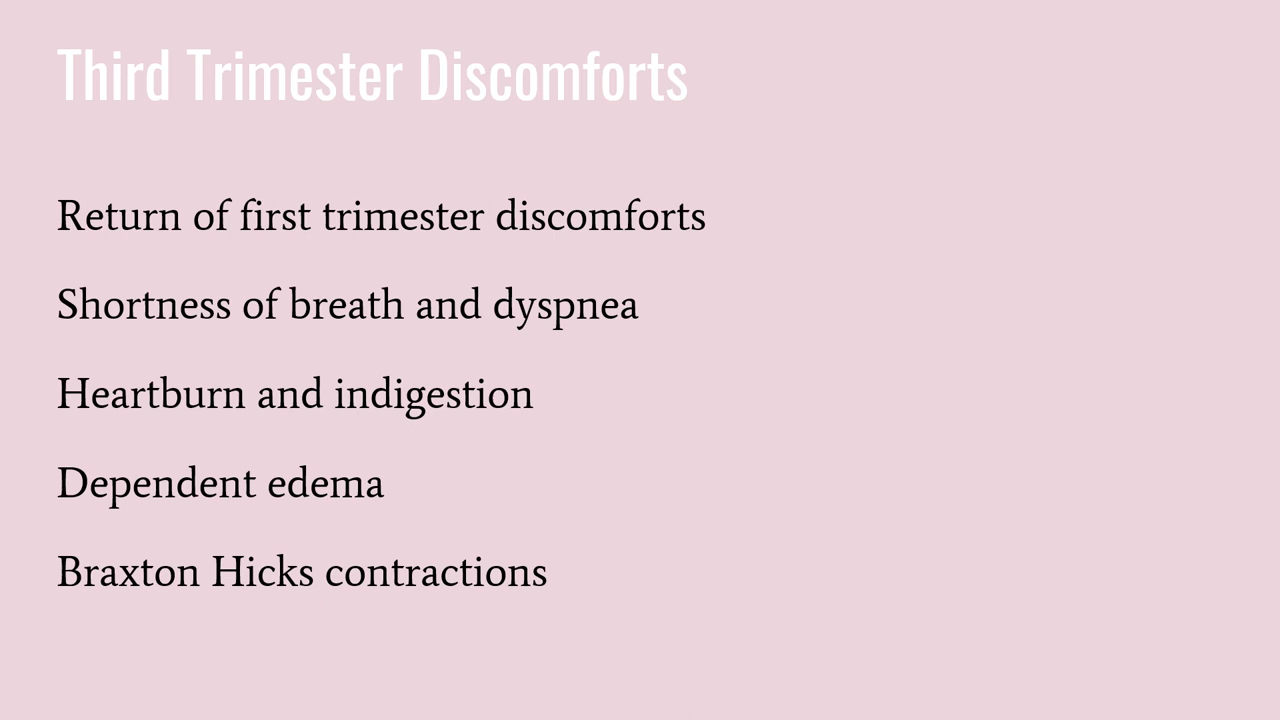 Third Trimester Discomforts
Return of first trimester discomforts
Shortness of breath and dyspnea
Heartburn and indigestion
Dependent edema
Braxton Hicks contractions